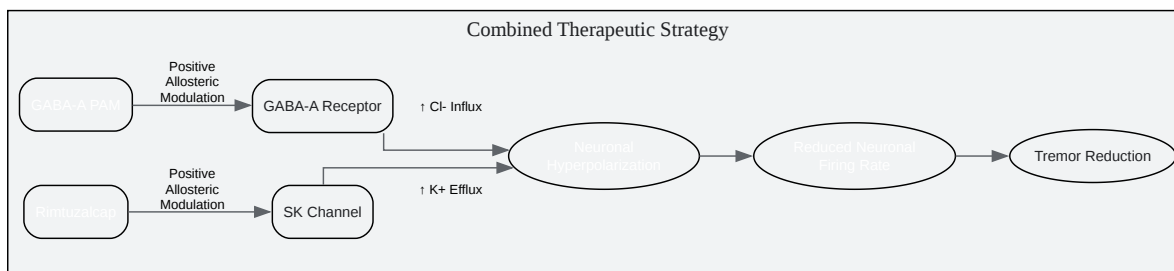 Combined Therapeutic Strategy
Positive
Allosteric
Modulation
GABA-A PAM
GABA-A Receptor
↑ Cl- Influx
Neuronal
Hyperpolarization
Reduced Neuronal
Firing Rate
Tremor Reduction
Positive
Allosteric
Modulation
↑ K+ Efflux
Rimtuzalcap
SK Channel